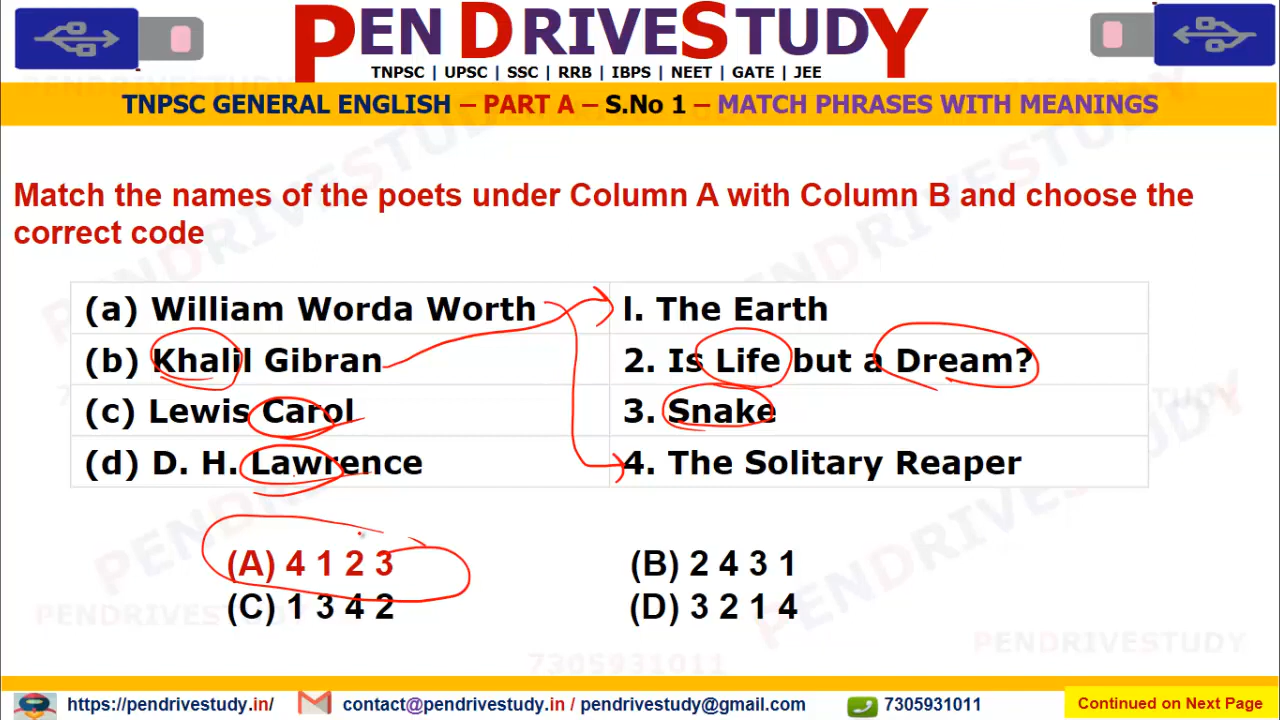 PEN DRIVESTUDY
TNPSC | UPSC | SSC | RRB | IBPS | NEET | GATE | JEE
TNPSC GENERAL ENGLISH – PART A – S.No 1 – MATCH PHRASES WITH MEANINGS
Match the names of the poets under Column A with Column B and choose the
correct code
(a) William Worda Worth l. The Earth
(b) Khalil Gibran 2. Is Life but a Dream?
(c) Lewis Carol 3. Snake
(d) D. H. Lawrence 4. The Solitary Reaper
(A) 4 1 2 3 (B) 2 4 3 1
(C) 1 3 4 2 (D) 3 2 1 4
PENDRIVESTUDY
PENDRIVESTUDY
7305931011
https://pendrivestudy.in/ contact@pendrivestudy.in / pendrivestudy@gmail.com 7305931011 Continued on Next Page